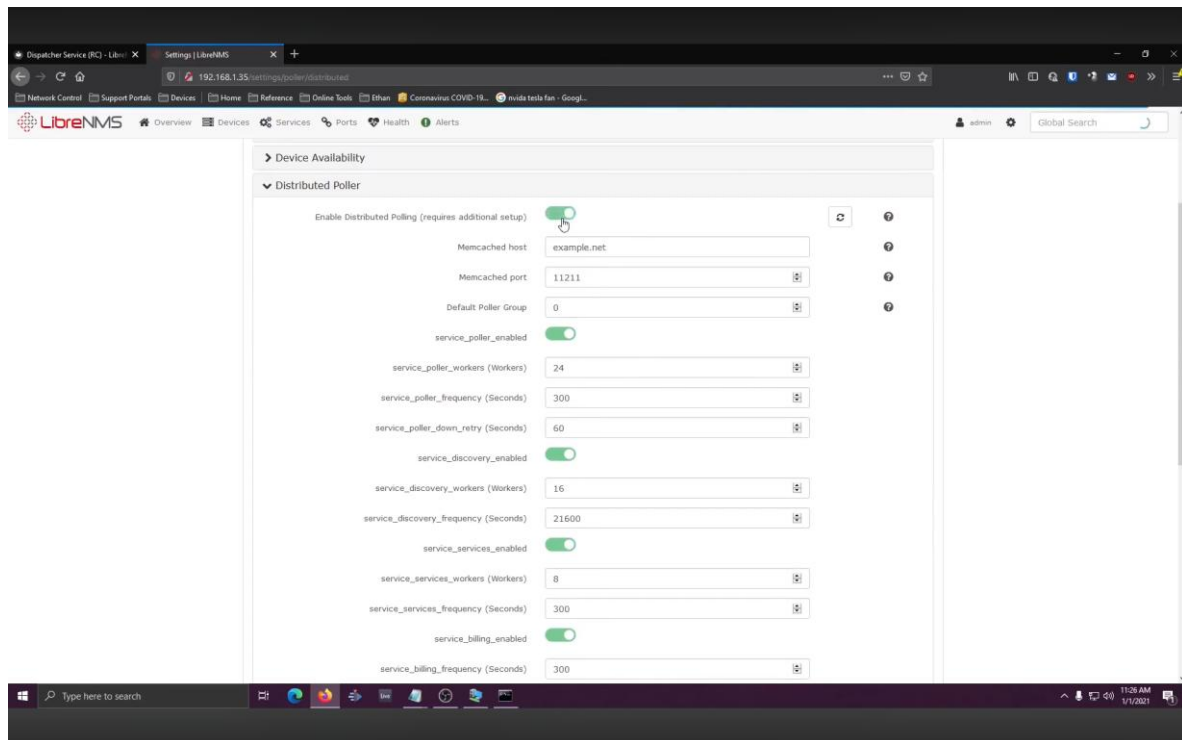 Dispatcher Service (RC) - Libre
Settings | LibreNMS
192.168.1.35/settings/poller/distributed
Network Control Support Portals Devices Home Reference Online Tools Ethan Coronavirus COVID-19... nvida tesla fan - Googl...
LibreNMS Overview Devices Services Ports Health Alerts admin Global Search
Device Availability
Distributed Poller
Enable Distributed Polling (requires additional setup)
Memcached host example.net
Memcached port 11211
Default Poller Group 0
service_poller_enabled
service_poller_workers (Workers) 24
service_poller_frequency (Seconds) 300
service_poller_down_retry (Seconds) 60
service_discovery_enabled
service_discovery_workers (Workers) 16
service_discovery_frequency (Seconds) 21600
service_services_enabled
service_services_workers (Workers) 8
service_services_frequency (Seconds) 300
service_billing_enabled
service_billing_frequency (Seconds) 300
Type here to search
11:26 AM
1/1/2021